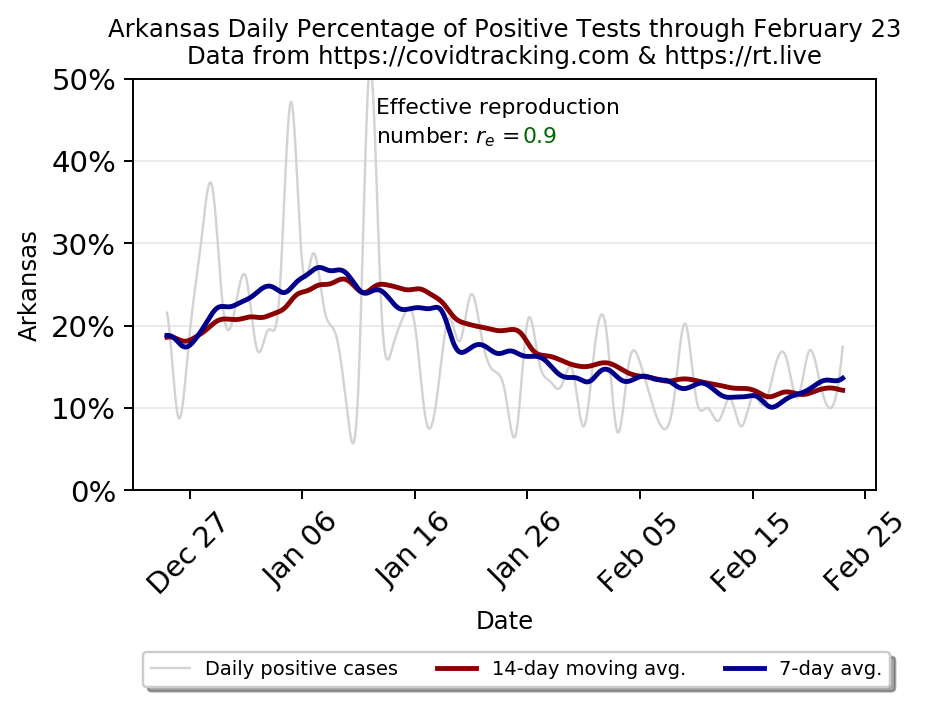 Arkansas Daily Percentage of Positive Tests through February 23
Data from https://covidtracking.com & https://rt.live
50%
40%
30%
20%
10%
0%
Arkansas
Effective reproduction
number: rₑ =0.9
Dec 27
Jan 06
Jan 16
Jan 26
Feb 05
Feb 15
Feb 25
Date
Daily positive cases
14-day moving avg.
7-day avg.